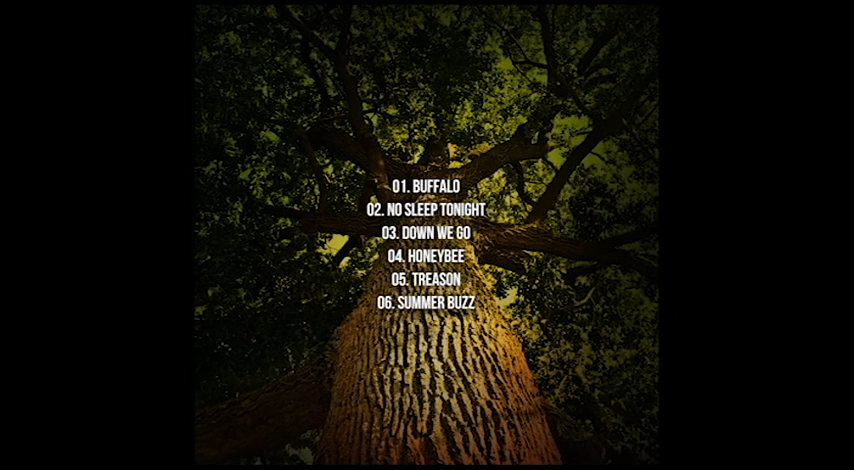 01. BUFFALO
02. NO SLEEP TONIGHT
03. DOWN WE GO
04. HONEYBEE
05. TREASON
06. SUMMER BUZZ